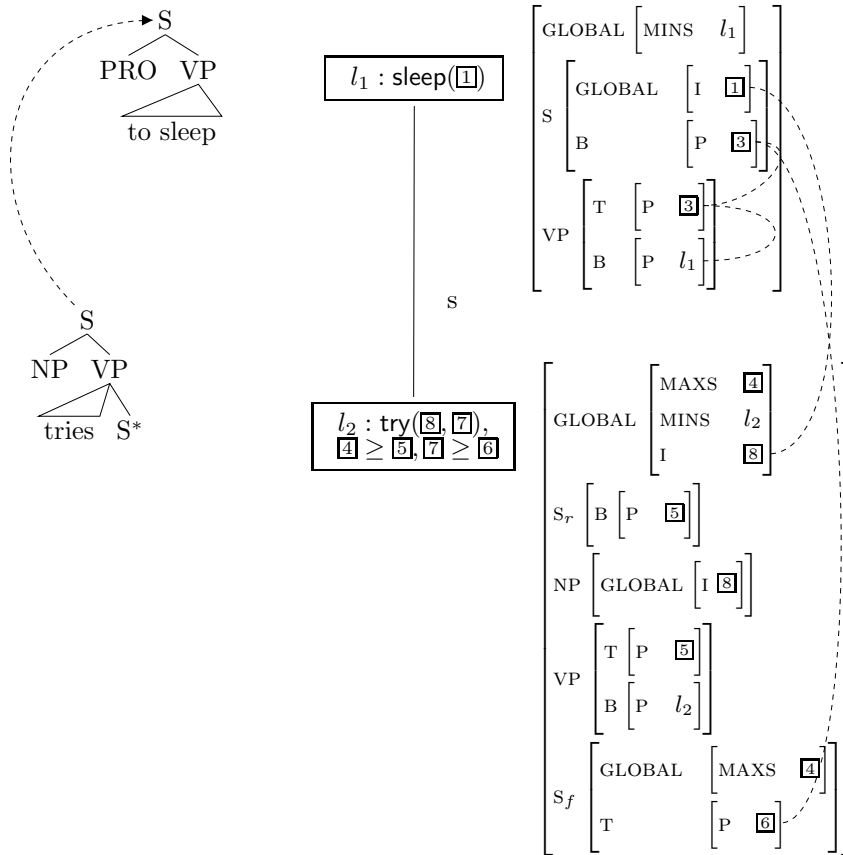 S
PRO VP
to sleep
S
NP VP
tries S*
l₁ : sleep(1)
s
l₂ : try(8, 7),
4 ≥ 5, 7 ≥ 6
GLOBAL [MINS l₁]
S [GLOBAL [I 1]
B [P 3]]
VP [T [P 3]
B [P l₁]]
GLOBAL [MAXS 4
MINS l₂
I 8]
Sᵣ [B [P 5]]
NP [GLOBAL [I 8]]
VP [T [P 5]
B [P l₂]]
S_f [GLOBAL [MAXS 4]
T [P 6]]